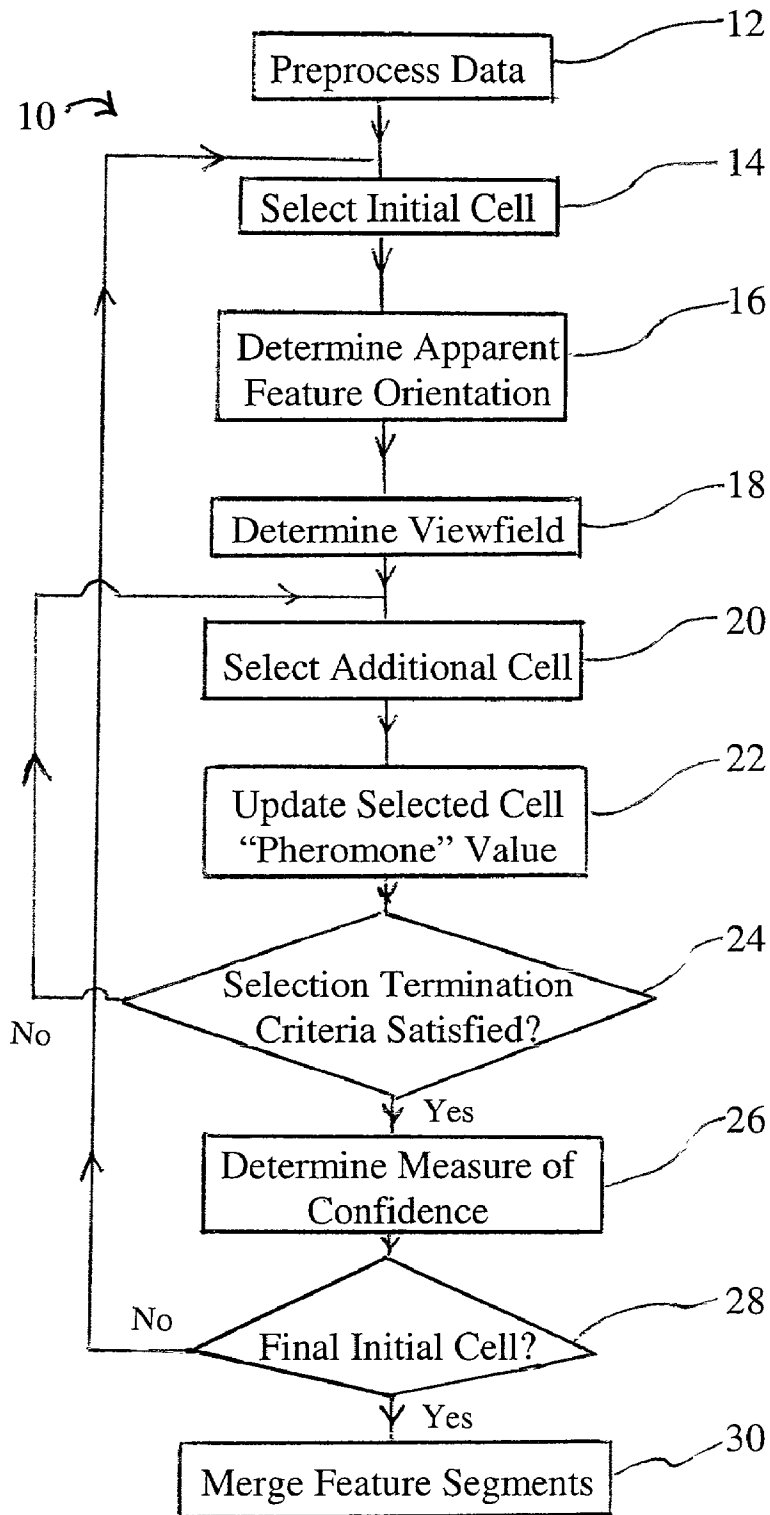 12
Preprocess Data
10
14
Select Initial Cell
16
Determine Apparent
Feature Orientation
18
Determine Viewfield
20
Select Additional Cell
22
Update Selected Cell
“Pheromone” Value
24
Selection Termination
Criteria Satisfied?
No
Yes
26
Determine Measure of
Confidence
28
No
Final Initial Cell?
Yes
30
Merge Feature Segments